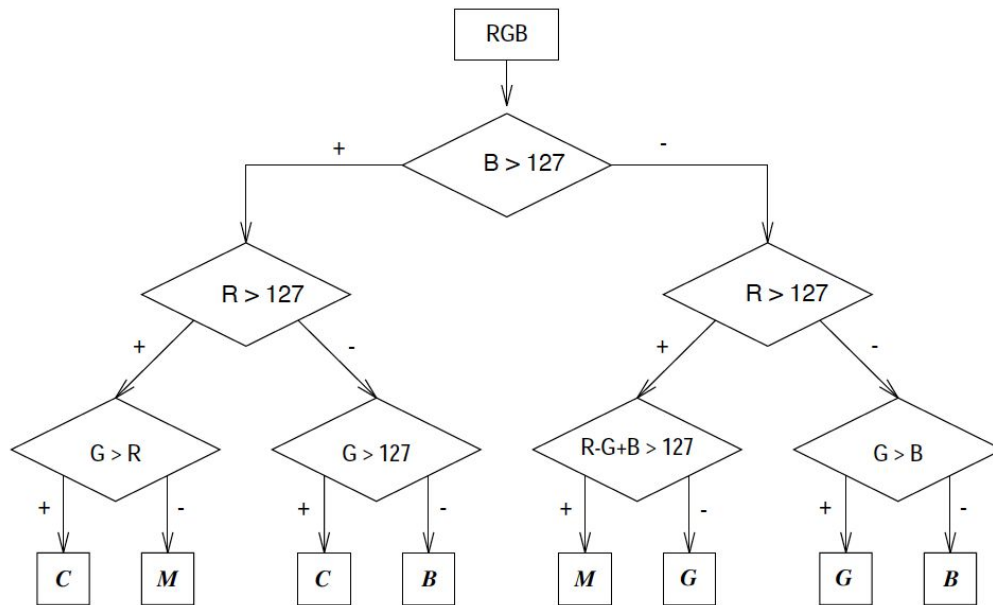 RGB
+ B > 127 -
R > 127 R > 127
+ - + -
G > R G > 127 R-G+B > 127 G > B
+ - + - + - + -
C M C B M G G B